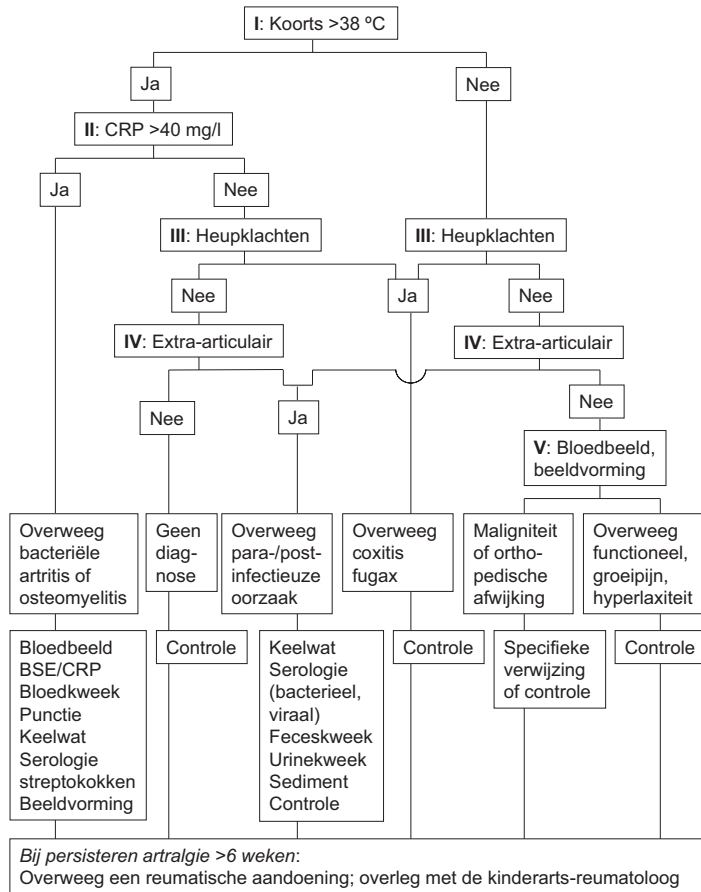 I: Koorts >38 ºC
Ja
Nee
II: CRP >40 mg/l
Ja
Nee
III: Heupklachten
III: Heupklachten
Nee
Ja
Nee
IV: Extra-articulair
IV: Extra-articulair
Nee
Ja
Nee
V: Bloedbeeld,
beeldvorming
Overweeg
bacteriële
artritis of
osteomyelitis
Geen
diag-
nose
Overweeg
para-/post-
infectieuze
oorzaak
Overweeg
coxitis
fugax
Maligniteit
of ortho-
pedische
afwijking
Overweeg
functioneel,
groeipijn,
hyperlaxiteit
Bloedbeeld
BSE/CRP
Bloedkweek
Punctie
Keelwat
Serologie
streptokokken
Beeldvorming
Controle
Keelwat
Serologie
(bacterieel,
viraal)
Feceskweek
Urinekweek
Sediment
Controle
Controle
Specifieke
verwijzing
of controle
Controle
Bij persisteren artralgie >6 weken:
Overweeg een reumatische aandoening; overleg met de kinderarts-reumatoloog